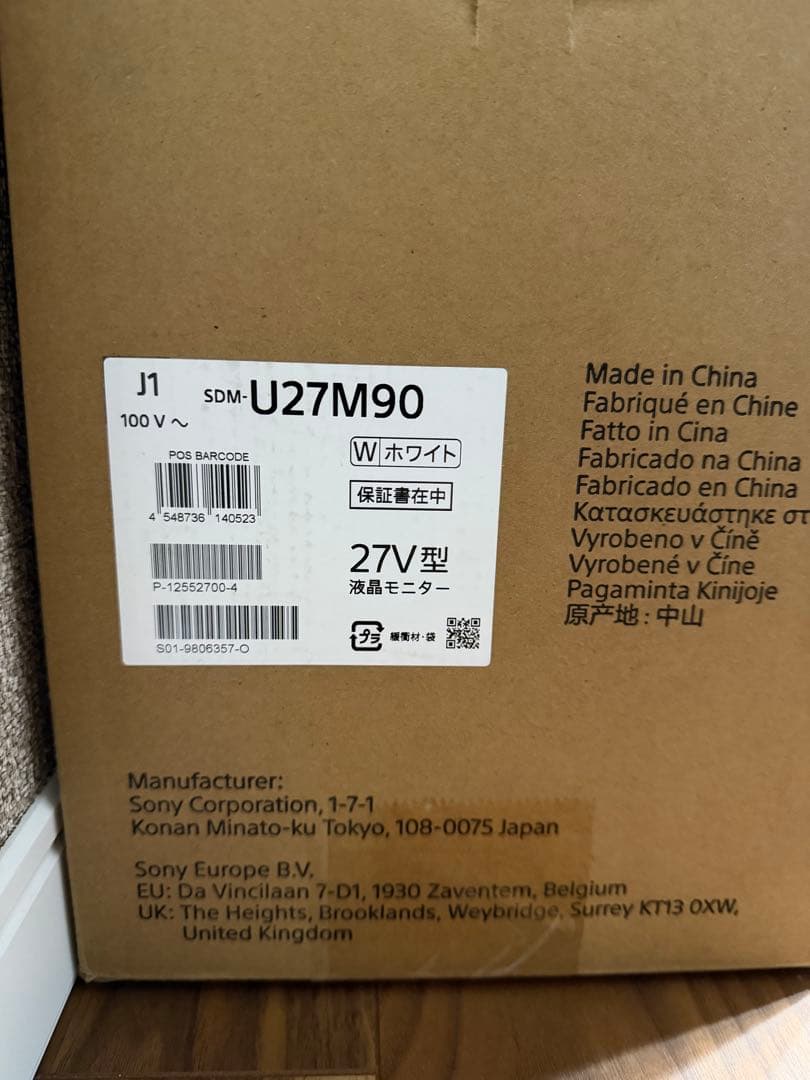 J1
SDM-U27M90
100 V ～
W ホワイト
POS BARCODE
4 548736 140523
保証書在中
P-12552700-4
27V型
液晶モニター
S01-9806357-O
プラ 緩衝材・袋
Made in China
Fabriqué en Chine
Fatto in Cina
Fabricado na China
Fabricado en China
Κατασκευάστηκε στ
Vyrobeno v Číně
Vyrobené v Číne
Pagaminta Kinijoje
原产地：中山
Manufacturer:
Sony Corporation, 1-7-1
Konan Minato-ku Tokyo, 108-0075 Japan
Sony Europe B.V.
EU: Da Vincilaan 7-D1, 1930 Zaventem, Belgium
UK: The Heights, Brooklands, Weybridge, Surrey KT13 0XW,
United Kingdom